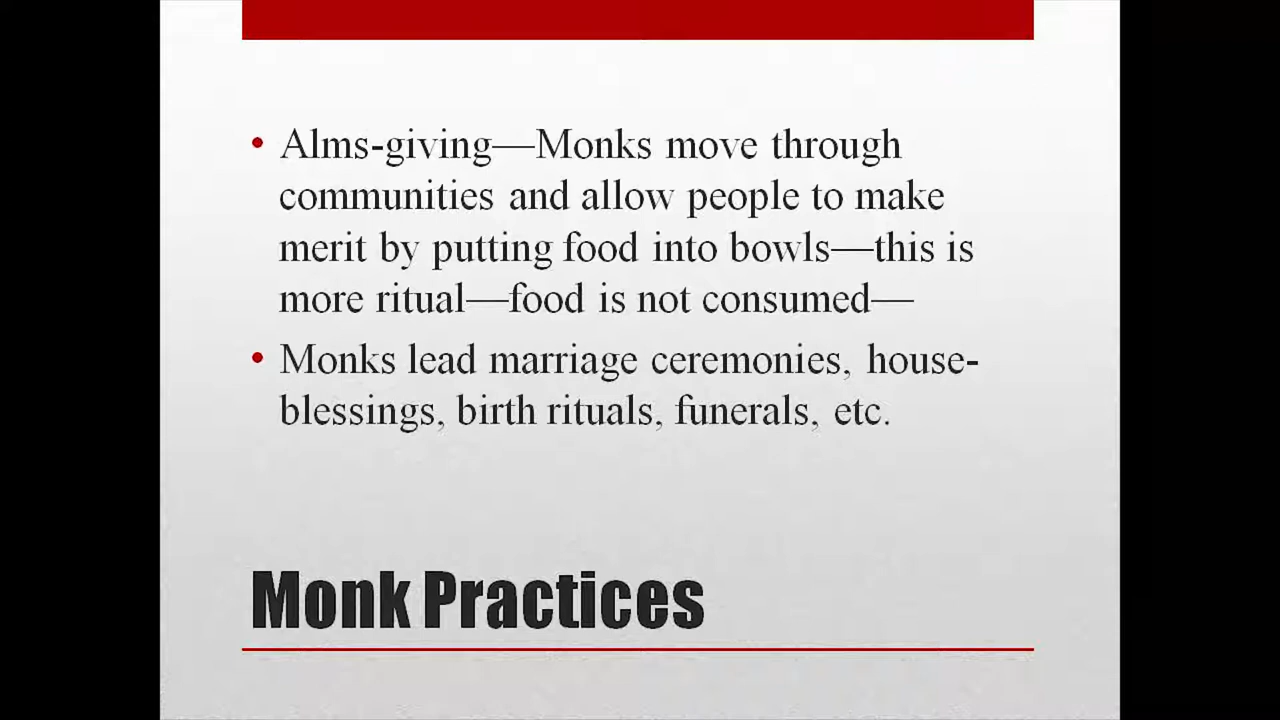 • Alms-giving—Monks move through
communities and allow people to make
merit by putting food into bowls—this is
more ritual—food is not consumed—
• Monks lead marriage ceremonies, house-
blessings, birth rituals, funerals, etc.
Monk Practices